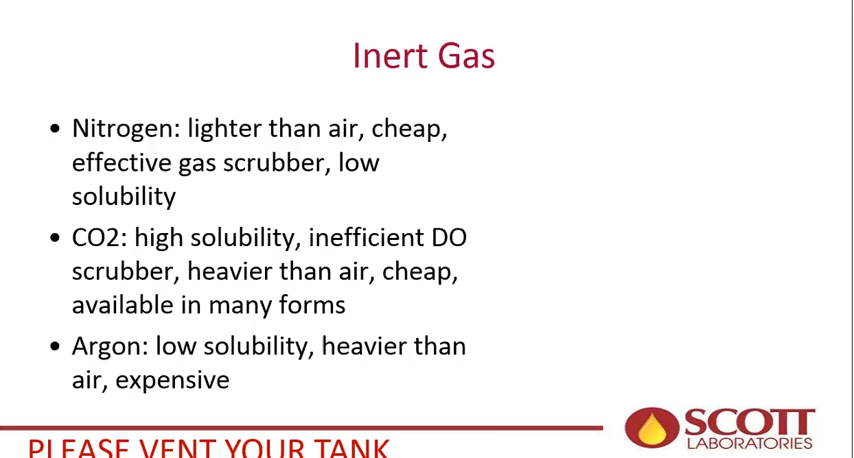 Inert Gas
• Nitrogen: lighter than air, cheap,
effective gas scrubber, low
solubility
• CO2: high solubility, inefficient DO
scrubber, heavier than air, cheap,
available in many forms
• Argon: low solubility, heavier than
air, expensive
SCOTT
LABORATORIES
PLEASE VENT YOUR TANK